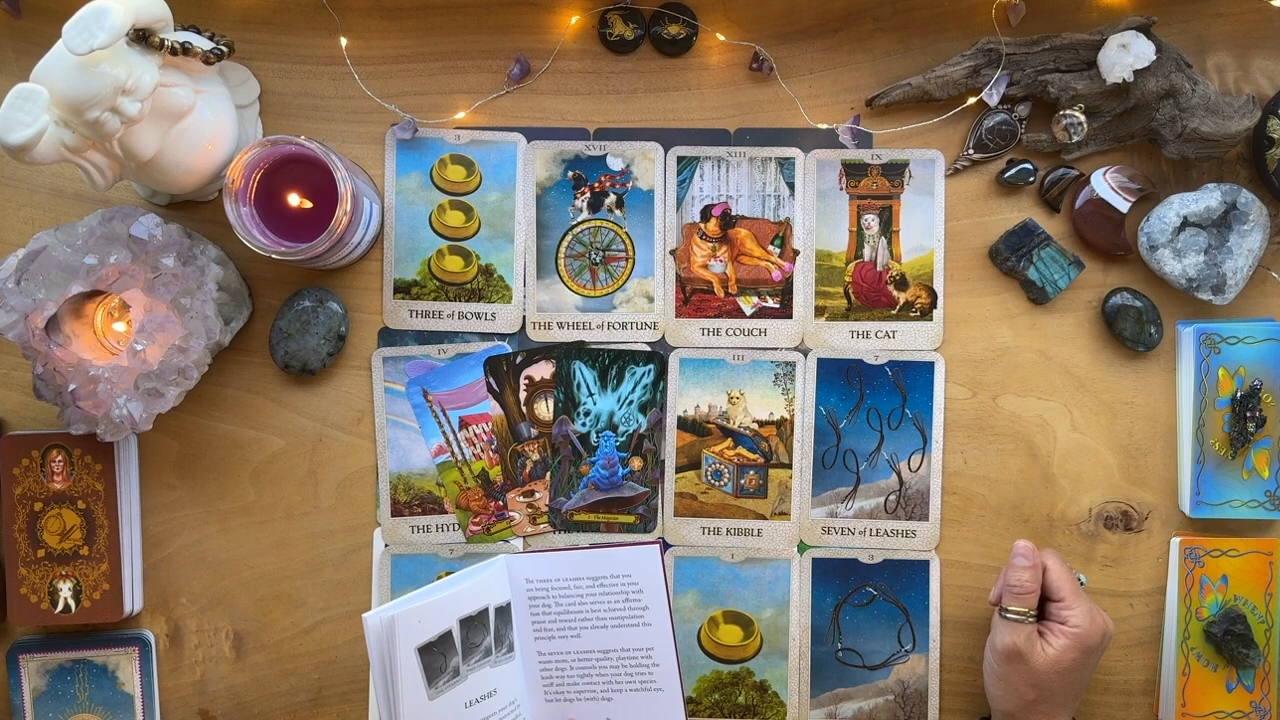 3
THREE of BOWLS
XVII
THE WHEEL of FORTUNE
XIII
THE COUCH
IX
THE CAT
IV
THE HYD
III
THE KIBBLE
7
SEVEN of LEASHES
7
I
3
LEASHES
THE THREE OF LEASHES suggests that you
are being focused, fair, and effective in your
approach to balancing your relationship with
your dog. The card also serves as an affirma-
tion that equilibrium is best achieved through
praise and reward rather than manipulation
and fear, and that you already understand this
principle very well.
THE SEVEN OF LEASHES suggests that your pet
wants more, or better-quality, playtime with
other dogs. It counsels you may be holding the
leash too tightly when your dog tries to
sniff and make contact with her own species.
It's okay to supervise, and keep a watchful eye,
but let dogs be (with) dogs.